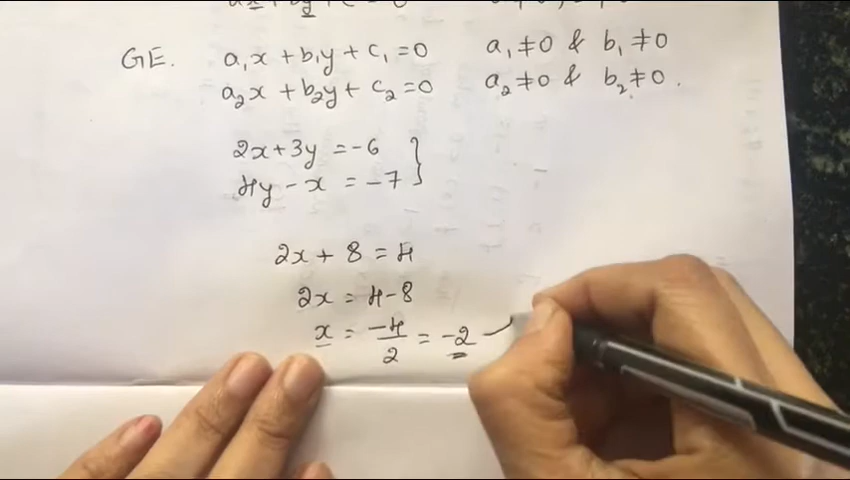 GE. a₁x + b₁y + c₁ = 0 a₁ ≠ 0 & b₁ ≠ 0
a₂x + b₂y + c₂ = 0 a₂ ≠ 0 & b₂ ≠ 0.
2x + 3y = -6 }
4y - x = -7
2x + 8 = 4
2x = 4 - 8
x = -4/2 = -2